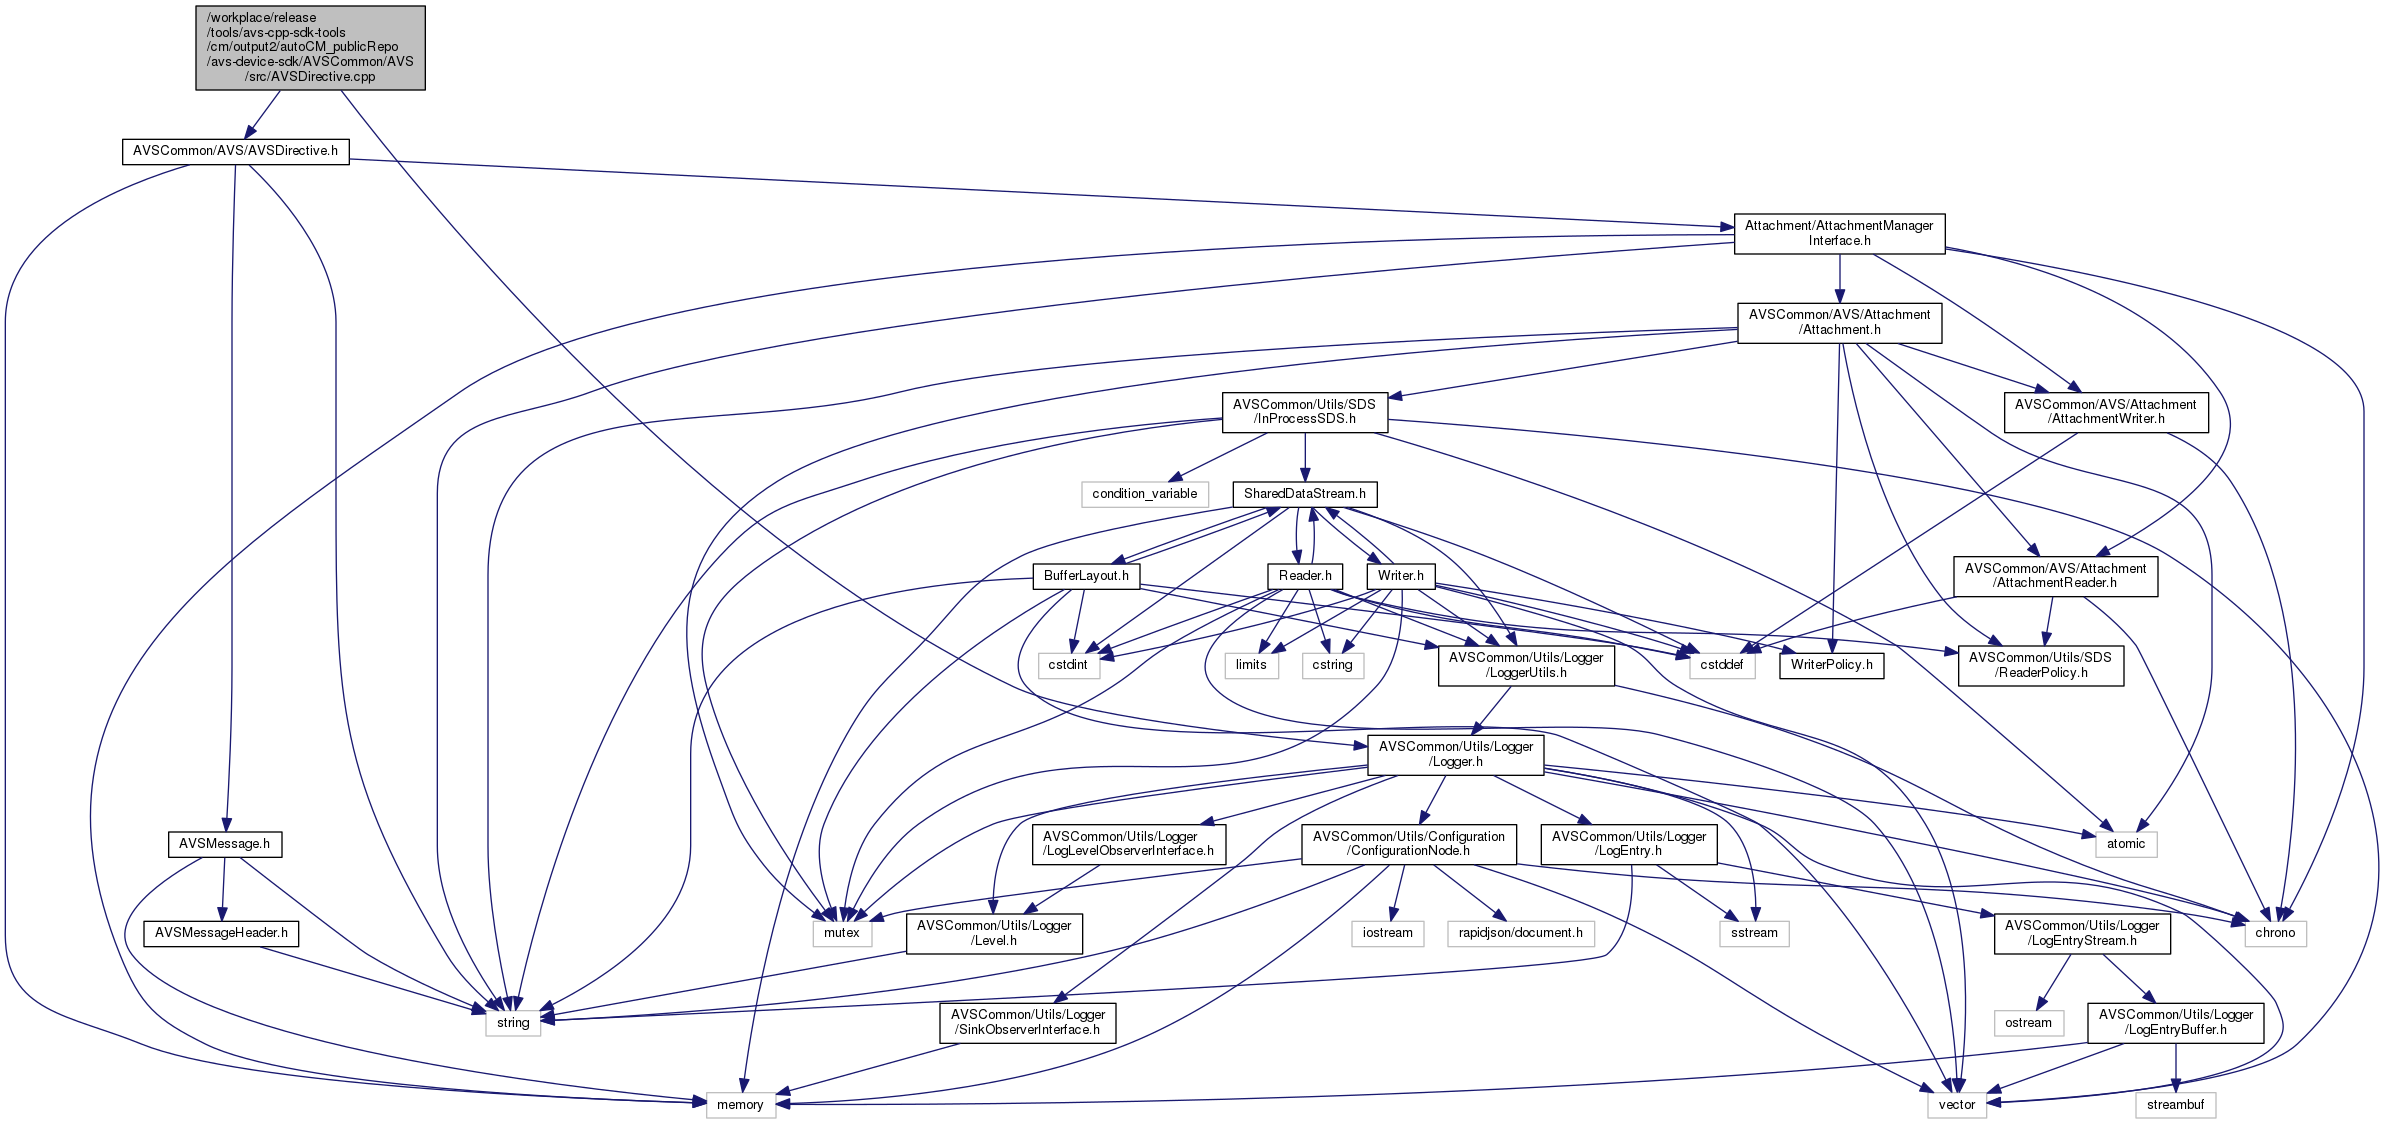 /workplace/release
/tools/avs-cpp-sdk-tools
/cm/output2/autoCM_publicRepo
/avs-device-sdk/AVSCommon/AVS
/src/AVSDirective.cpp
AVSCommon/AVS/AVSDirective.h
Attachment/AttachmentManager
Interface.h
AVSCommon/AVS/Attachment
/Attachment.h
AVSCommon/Utils/SDS
/InProcessSDS.h
AVSCommon/AVS/Attachment
/AttachmentWriter.h
condition_variable
SharedDataStream.h
BufferLayout.h
Reader.h
Writer.h
AVSCommon/AVS/Attachment
/AttachmentReader.h
cstdint
limits
cstring
AVSCommon/Utils/Logger
/LoggerUtils.h
cstddef
WriterPolicy.h
AVSCommon/Utils/SDS
/ReaderPolicy.h
AVSCommon/Utils/Logger
/Logger.h
AVSMessage.h
AVSCommon/Utils/Logger
/LogLevelObserverInterface.h
AVSCommon/Utils/Configuration
/ConfigurationNode.h
AVSCommon/Utils/Logger
/LogEntry.h
atomic
AVSMessageHeader.h
mutex
AVSCommon/Utils/Logger
/Level.h
iostream
rapidjson/document.h
sstream
AVSCommon/Utils/Logger
/LogEntryStream.h
chrono
string
AVSCommon/Utils/Logger
/SinkObserverInterface.h
ostream
AVSCommon/Utils/Logger
/LogEntryBuffer.h
memory
vector
streambuf